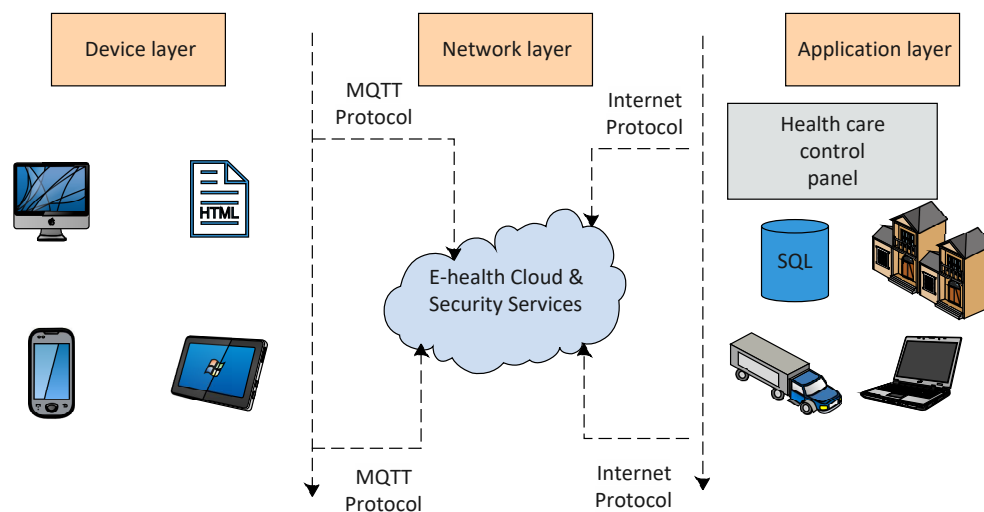 Device layer
Network layer
Application layer
MQTT
Protocol
Internet
Protocol
Health care
control
panel
HTML
SQL
E-health Cloud &
Security Services
MQTT
Protocol
Internet
Protocol